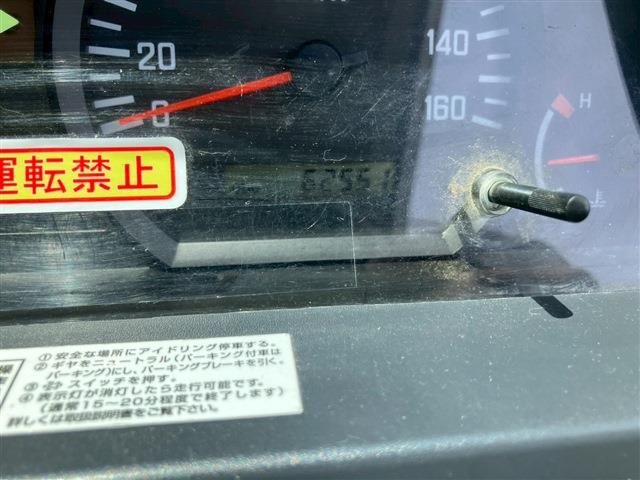 20
140
0
160
H
運転禁止
62551
① 安全な場所にアイドリング停車する。
② ギヤをニュートラル(パーキング付車は
パーキング)にし、パーキングブレーキを引く。
③ スイッチを押す。
④ 表示灯が消灯したら走行可能です。
(通常15~20分程度で終了します)
詳しくは取扱説明書をご覧下さい。